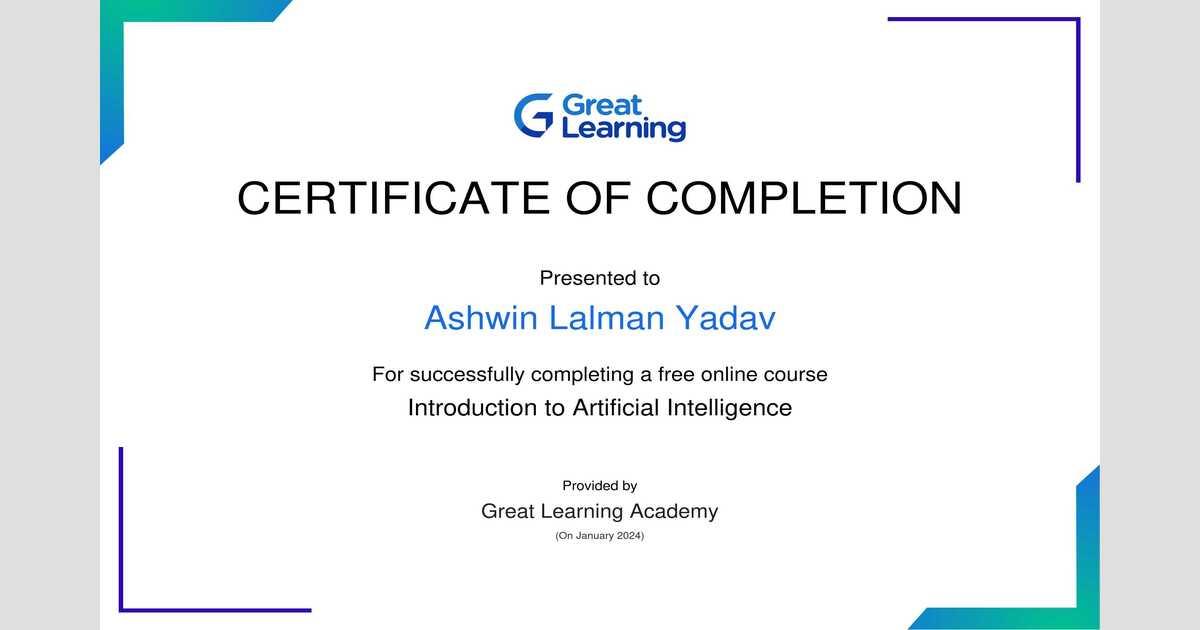 Great
Learning
CERTIFICATE OF COMPLETION
Presented to
Ashwin Lalman Yadav
For successfully completing a free online course
Introduction to Artificial Intelligence
Provided by
Great Learning Academy
(On January 2024)